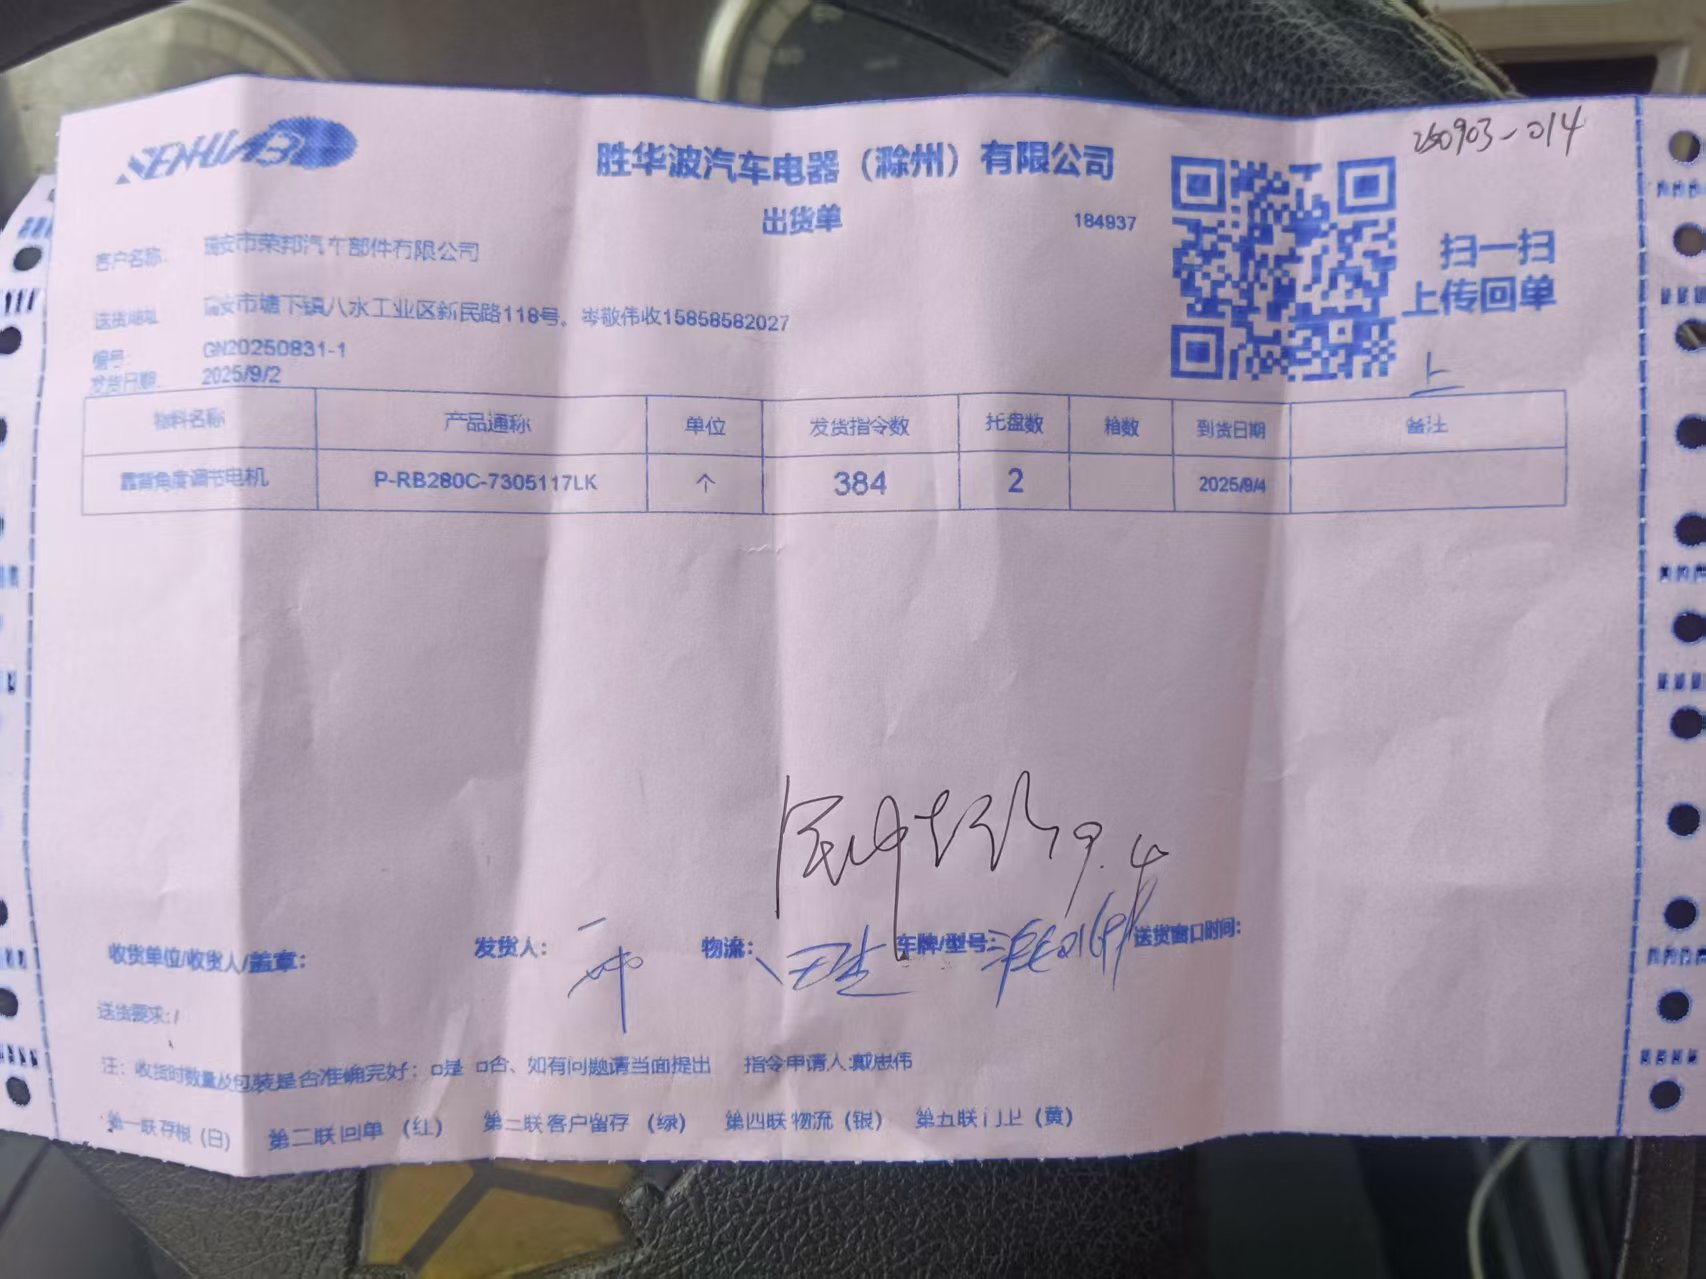 SENHUBO
250903-014
胜华波汽车电器（滁州）有限公司
出货单
184937
扫一扫
上传回单
上
客户名称: 瑞安市荣邦汽车部件有限公司
送货地址 瑞安市塘下镇八水工业区新民路118号。岑敬伟收15858582027
编号: GN20250831-1
发货日期: 2025/9/2
物料名称 产品通称 单位 发货指令数 托盘数 箱数 到货日期 备注
靠背角度调节电机 P-RB280C-7305117LK 个 384 2 2025/9/4
9.4
收货单位/收货人/盖章: 发货人: 物流: 车牌/型号: 送货窗口时间:
送货要求:/
注: 收货时数量及包装是否准确完好: □是 □否、如有问题请当面提出 指令申请人:戴忠伟
第一联存根 (白) 第二联回单 (红) 第三联客户留存 (绿) 第四联物流 (银) 第五联门卫 (黄)